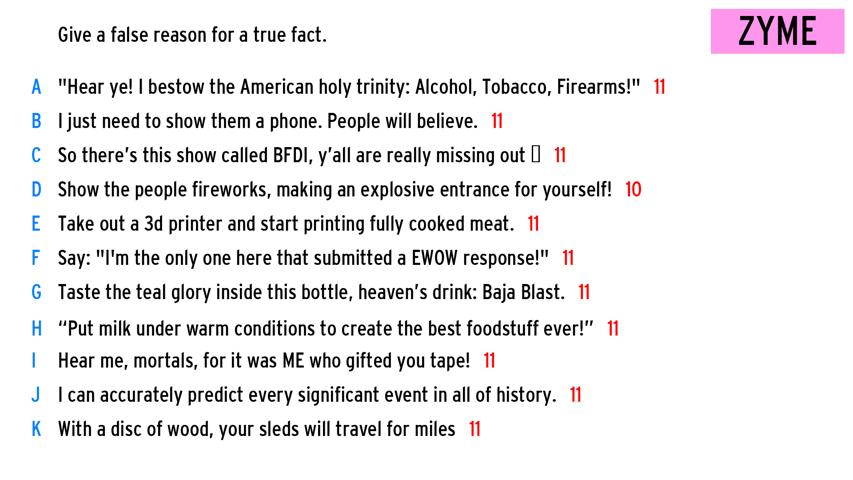 Give a false reason for a true fact.
ZYME
A "Hear ye! I bestow the American holy trinity: Alcohol, Tobacco, Firearms!" 11
B I just need to show them a phone. People will believe. 11
C So there's this show called BFDI, y'all are really missing out ▯ 11
D Show the people fireworks, making an explosive entrance for yourself! 10
E Take out a 3d printer and start printing fully cooked meat. 11
F Say: "I'm the only one here that submitted a EWOW response!" 11
G Taste the teal glory inside this bottle, heaven's drink: Baja Blast. 11
H “Put milk under warm conditions to create the best foodstuff ever!” 11
I Hear me, mortals, for it was ME who gifted you tape! 11
J I can accurately predict every significant event in all of history. 11
K With a disc of wood, your sleds will travel for miles 11